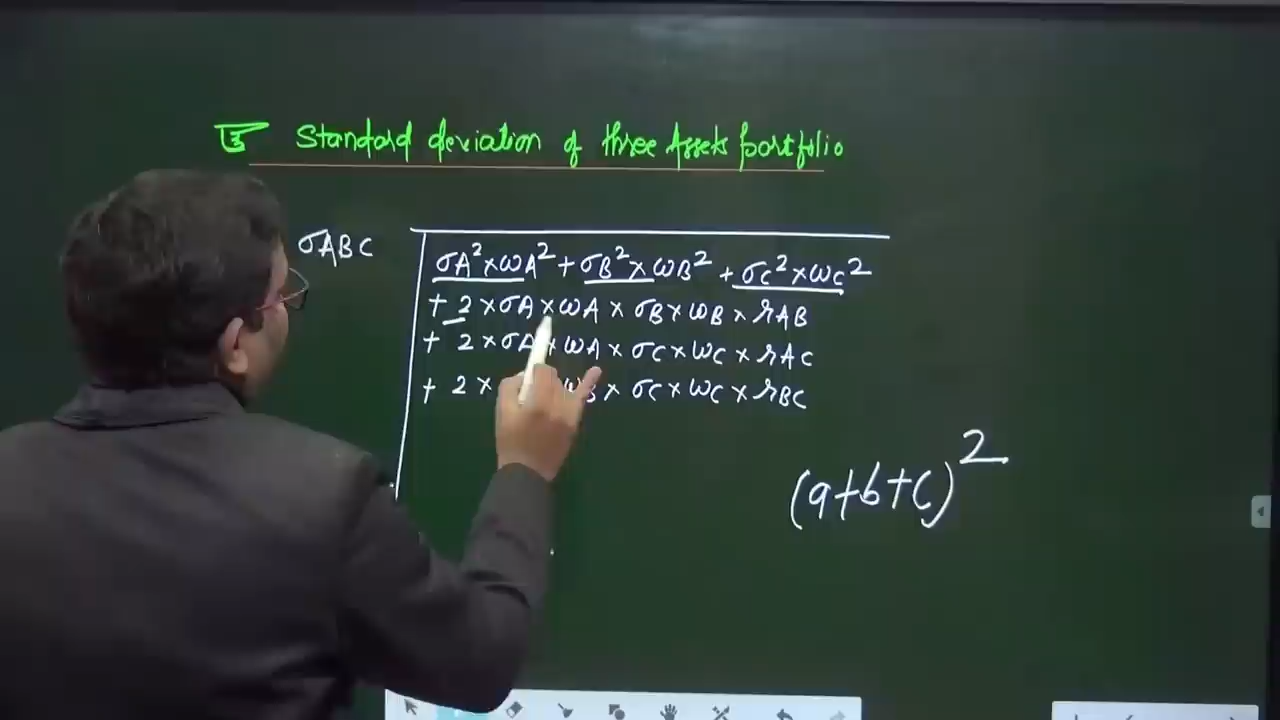 Standard deviation of three Assets portfolio
σABC
σA²×ωA²+σB²×ωB²+σC²×ωC²
+ 2×σA×ωA×σB×ωB×rAB
+ 2×σA×ωA×σC×ωC×rAC
+ 2× ×σC×ωC×rBC
(a+b+c)²